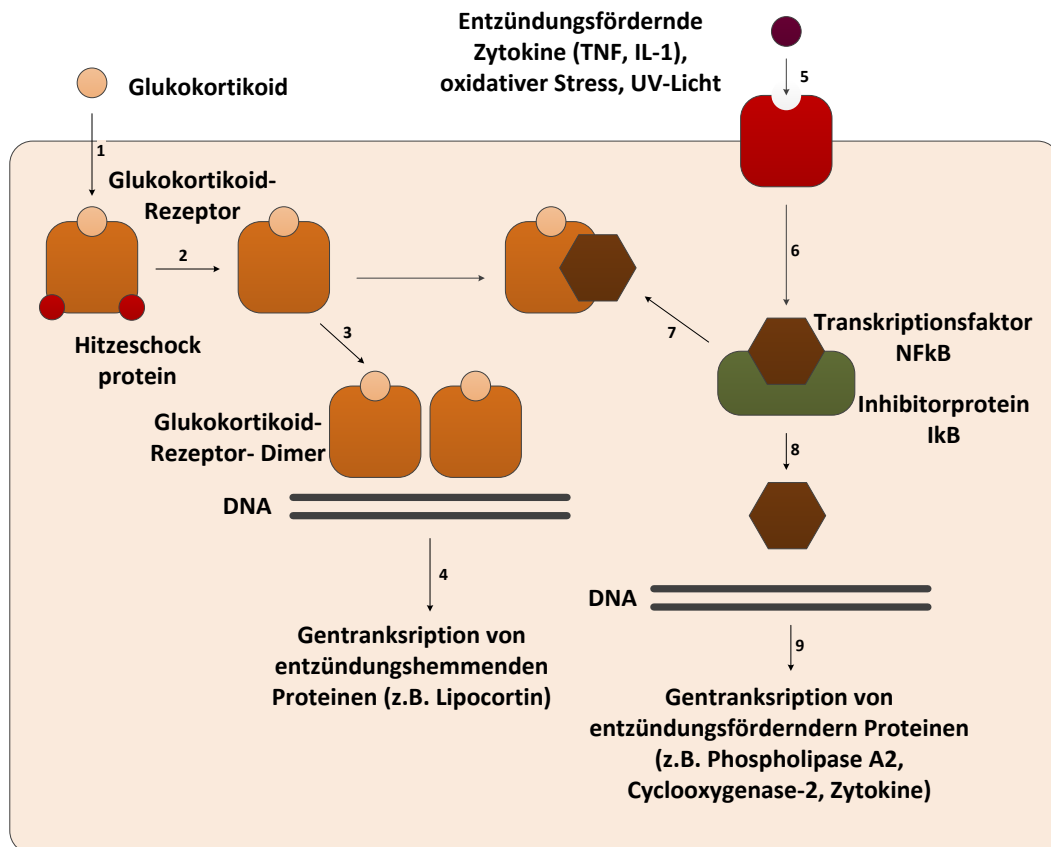 Entzündungsfördernde
Zytokine (TNF, IL-1),
oxidativer Stress, UV-Licht
5
Glukokortikoid
1
Glukokortikoid-
Rezeptor
2
6
3
7
Hitzeschock
protein
Transkriptionsfaktor
NFkB
Inhibitorprotein
IkB
Glukokortikoid-
Rezeptor- Dimer
8
DNA
4
DNA
9
Gentranksription von
entzündungshemmenden
Proteinen (z.B. Lipocortin)
Gentranksription von
entzündungsförderndern Proteinen
(z.B. Phospholipase A2,
Cyclooxygenase-2, Zytokine)